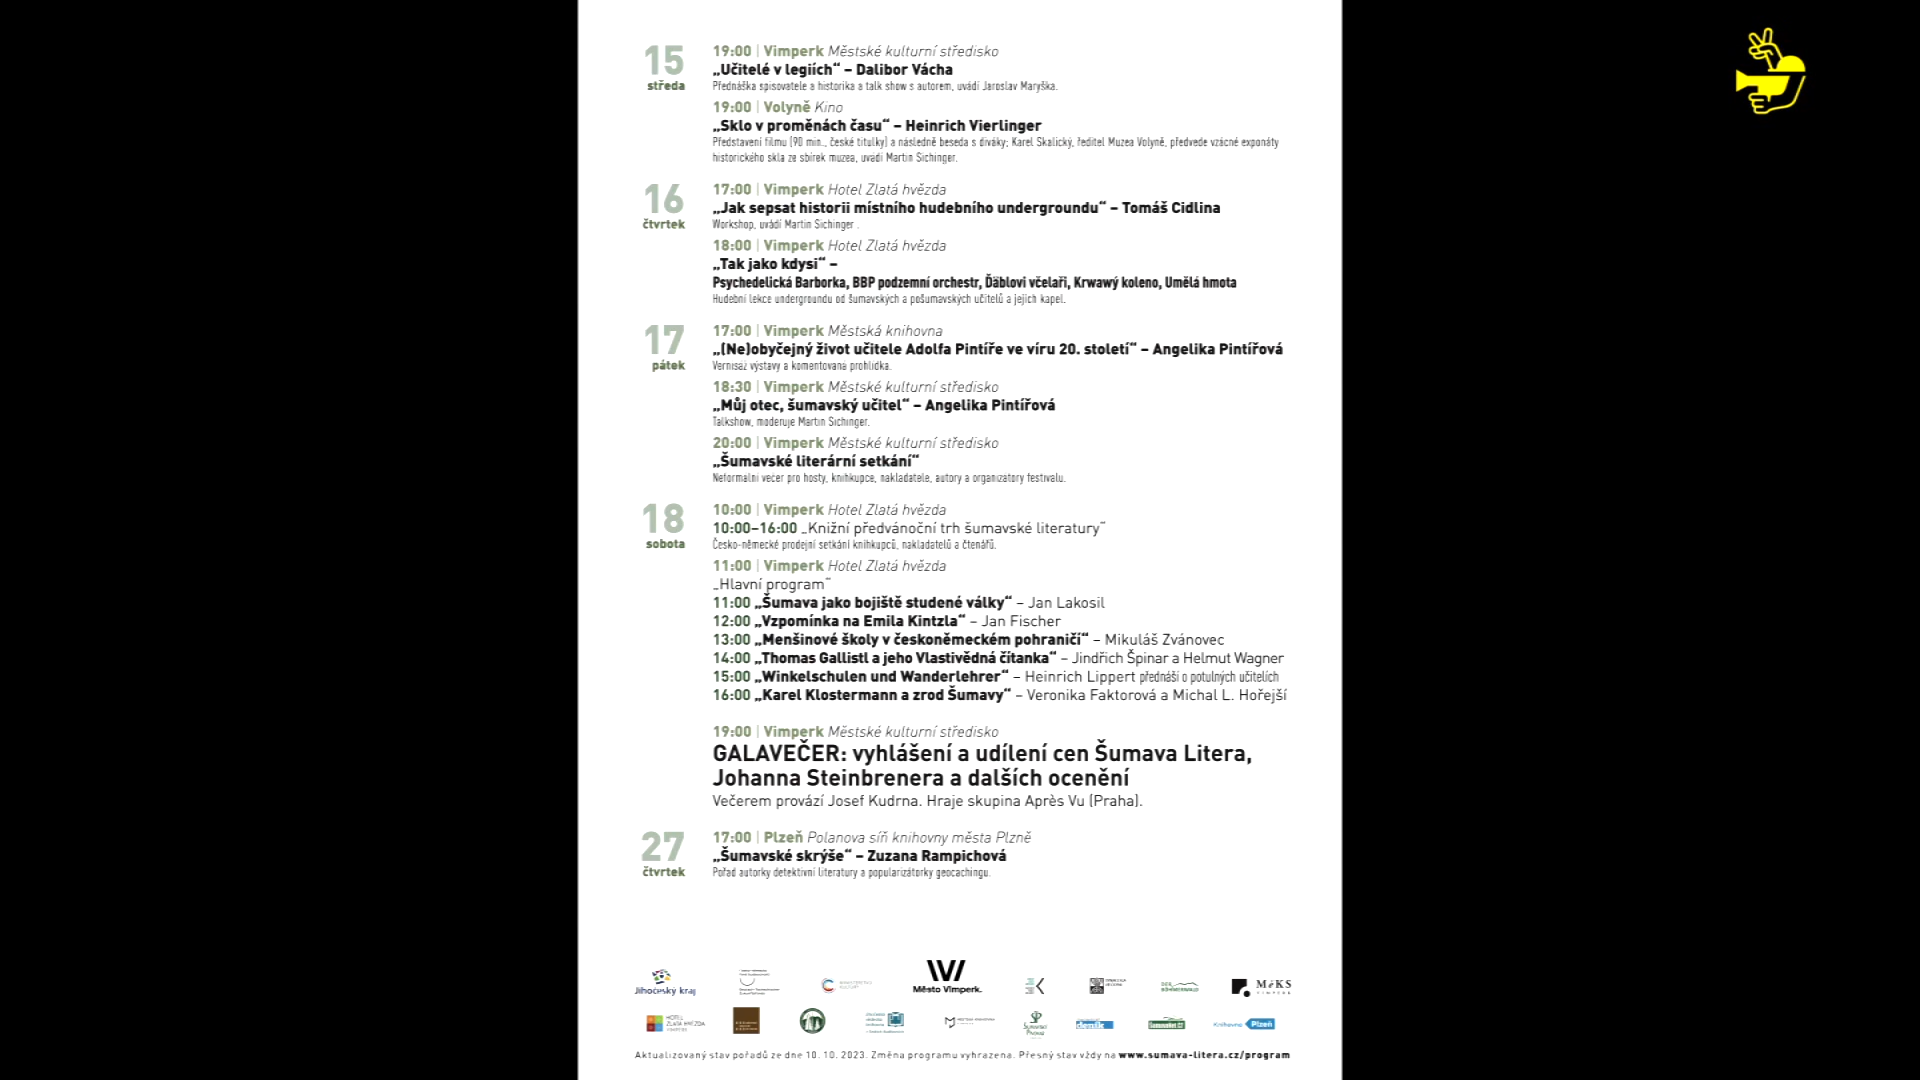 15
středa
19:00 | Vimperk Městské kulturní středisko
„Učitelé v legiích“ – Dalibor Vácha
Přednáška spisovatele a historika a talk show s autorem, uvádí Jaroslav Maryška.
19:00 | Volyně Kino
„Sklo v proměnách času“ – Heinrich Vierlinger
Představení filmu (90 min., české titulky) a následně beseda s diváky; Karel Skalický, ředitel Muzea Volyně, předvede vzácné exponáty
historického skla ze sbírek muzea, uvádí Martin Sichinger.
16
čtvrtek
17:00 | Vimperk Hotel Zlatá hvězda
„Jak sepsat historii místního hudebního undergroundu“ – Tomáš Cidlina
Workshop, uvádí Martin Sichinger .
18:00 | Vimperk Hotel Zlatá hvězda
„Tak jako kdysi“ –
Psychedelická Barborka, BBP podzemní orchestr, Ďáblovi včelaři, Krwawý koleno, Umělá hmota
Hudební lekce undergroundu od šumavských a pošumavských učitelů a jejich kapel.
17
pátek
17:00 | Vimperk Městská knihovna
„(Ne)obyčejný život učitele Adolfa Pintíře ve víru 20. století“ – Angelika Pintířová
Vernisáž výstavy a komentovaná prohlídka.
18:30 | Vimperk Městské kulturní středisko
„Můj otec, šumavský učitel“ – Angelika Pintířová
Talkshow, moderuje Martin Sichinger.
20:00 | Vimperk Městské kulturní středisko
„Šumavské literární setkání“
Neformální večer pro hosty, knihkupce, nakladatele, autory a organizátory festivalu.
18
sobota
10:00 | Vimperk Hotel Zlatá hvězda
10:00–16:00 „Knižní předvánoční trh šumavské literatury“
Česko-německé prodejní setkání knihkupců, nakladatelů a čtenářů.
11:00 | Vimperk Hotel Zlatá hvězda
„Hlavní program“
11:00 „Šumava jako bojiště studené války“ – Jan Lakosil
12:00 „Vzpomínka na Emila Kintzla“ – Jan Fischer
13:00 „Menšinové školy v českoněmeckém pohraničí“ – Mikuláš Zvánovec
14:00 „Thomas Gallistl a jeho Vlastivědná čítanka“ – Jindřich Špinar a Helmut Wagner
15:00 „Winkelschulen und Wanderlehrer“ – Heinrich Lippert přednáší o potulných učitelích
16:00 „Karel Klostermann a zrod Šumavy“ – Veronika Faktorová a Michal L. Hořejší
19:00 | Vimperk Městské kulturní středisko
GALAVEČER: vyhlášení a udílení cen Šumava Litera,
Johanna Steinbrenera a dalších ocenění
Večerem provází Josef Kudrna. Hraje skupina Après Vu (Praha).
27
čtvrtek
17:00 | Plzeň Polanova síň knihovny města Plzně
„Šumavské skrýše“ – Zuzana Rampichová
Pořad autorky detektivní literatury a popularizátorky geocachingu.
Jihočeský kraj
Město Vimperk.
MěKS
VIMPERK
HOTEL
ZLATÁ HVĚZDA
VIMPERK
deník
Knihovna Plzeň
Aktualizovaný stav pořadů ze dne 10. 10. 2023. Změna programu vyhrazena. Přesný stav vždy na www.sumava-litera.cz/program